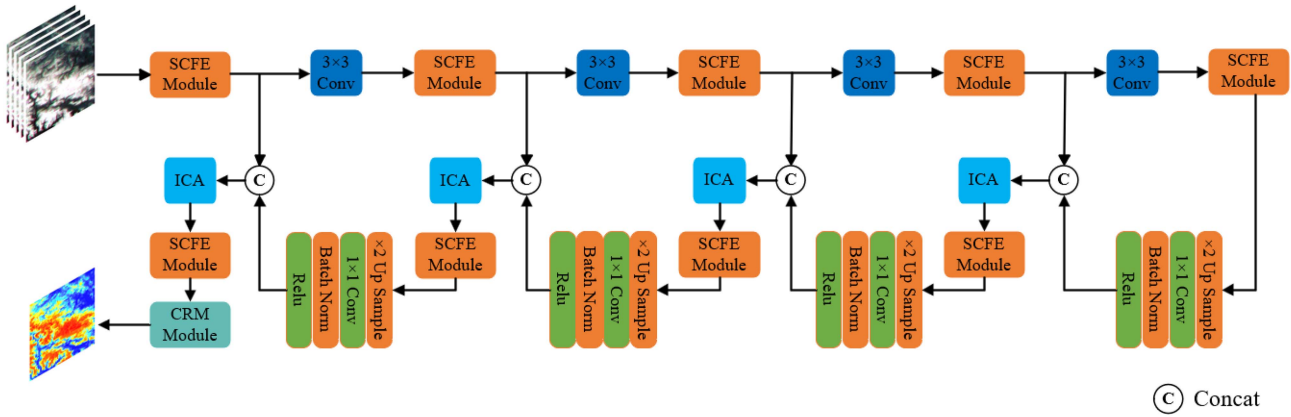 SCFE
Module
3×3
Conv
SCFE
Module
3×3
Conv
SCFE
Module
3×3
Conv
SCFE
Module
3×3
Conv
SCFE
Module
ICA
C
ICA
C
ICA
C
ICA
C
SCFE
Module
Relu
Batch Norm
1×1 Conv
×2 Up Sample
SCFE
Module
Relu
Batch Norm
1×1 Conv
×2 Up Sample
SCFE
Module
Relu
Batch Norm
1×1 Conv
×2 Up Sample
SCFE
Module
Relu
Batch Norm
1×1 Conv
×2 Up Sample
CRM
Module
C Concat